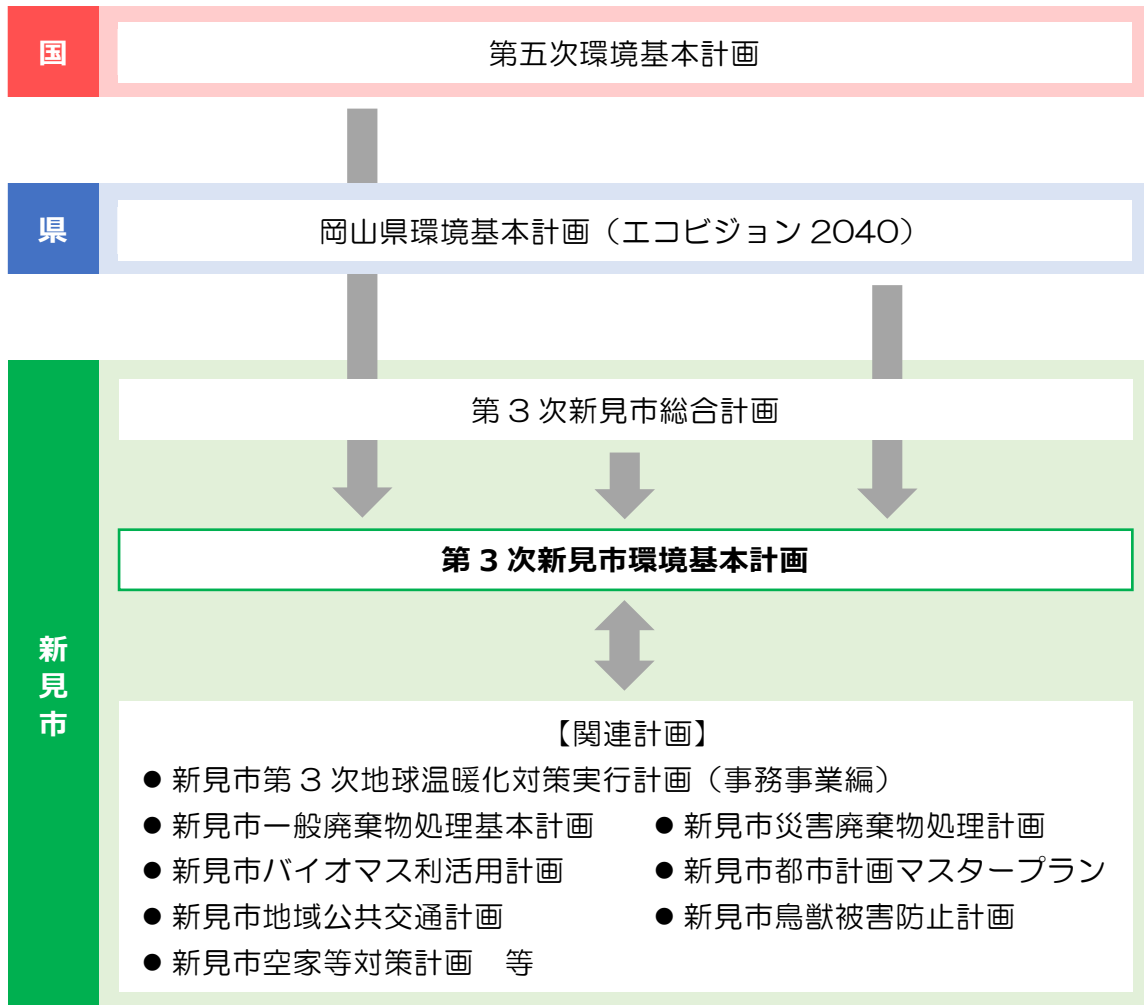 国
第五次環境基本計画
県
岡山県環境基本計画（エコビジョン 2040）
新見市
第 3 次新見市総合計画
第 3 次新見市環境基本計画
【関連計画】
● 新見市第 3 次地球温暖化対策実行計画（事務事業編）
● 新見市一般廃棄物処理基本計画 ● 新見市災害廃棄物処理計画
● 新見市バイオマス利活用計画 ● 新見市都市計画マスタープラン
● 新見市地域公共交通計画 ● 新見市鳥獣被害防止計画
● 新見市空家等対策計画　等